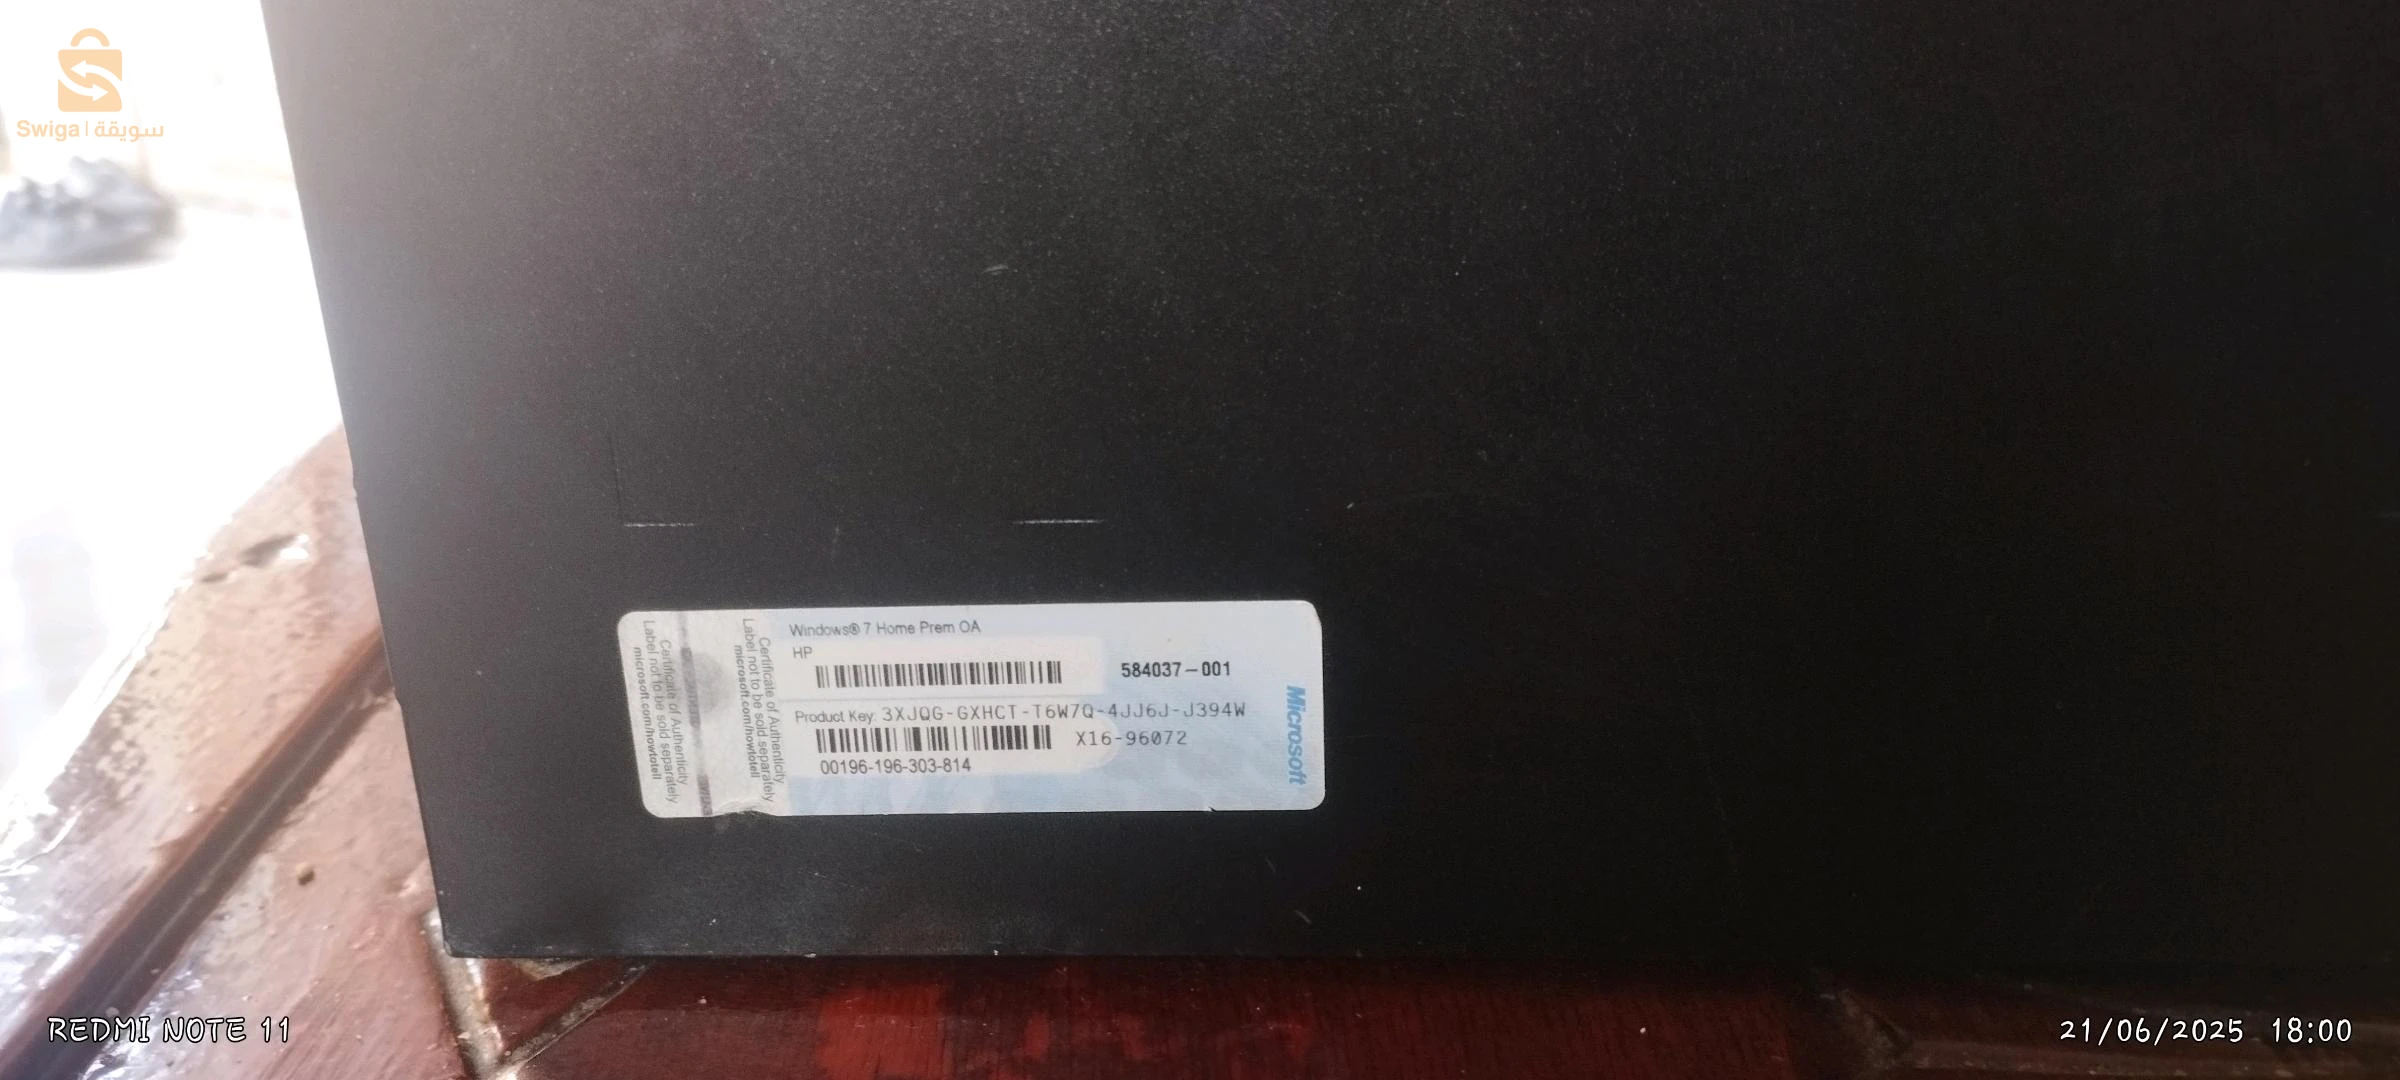 Swiga | سويقة
Certificate of Authenticity
Label not to be sold separately
microsoft.com/howtotell
Certificate of Authenticity
Label not to be sold separately
microsoft.com/howtotell
Windows® 7 Home Prem OA
HP
584037-001
Product Key: 3XJQG-GXHCT-T6W7Q-4JJ6J-J394W
X16-96072
00196-196-303-814
Microsoft
REDMI NOTE 11
21/06/2025 18:00